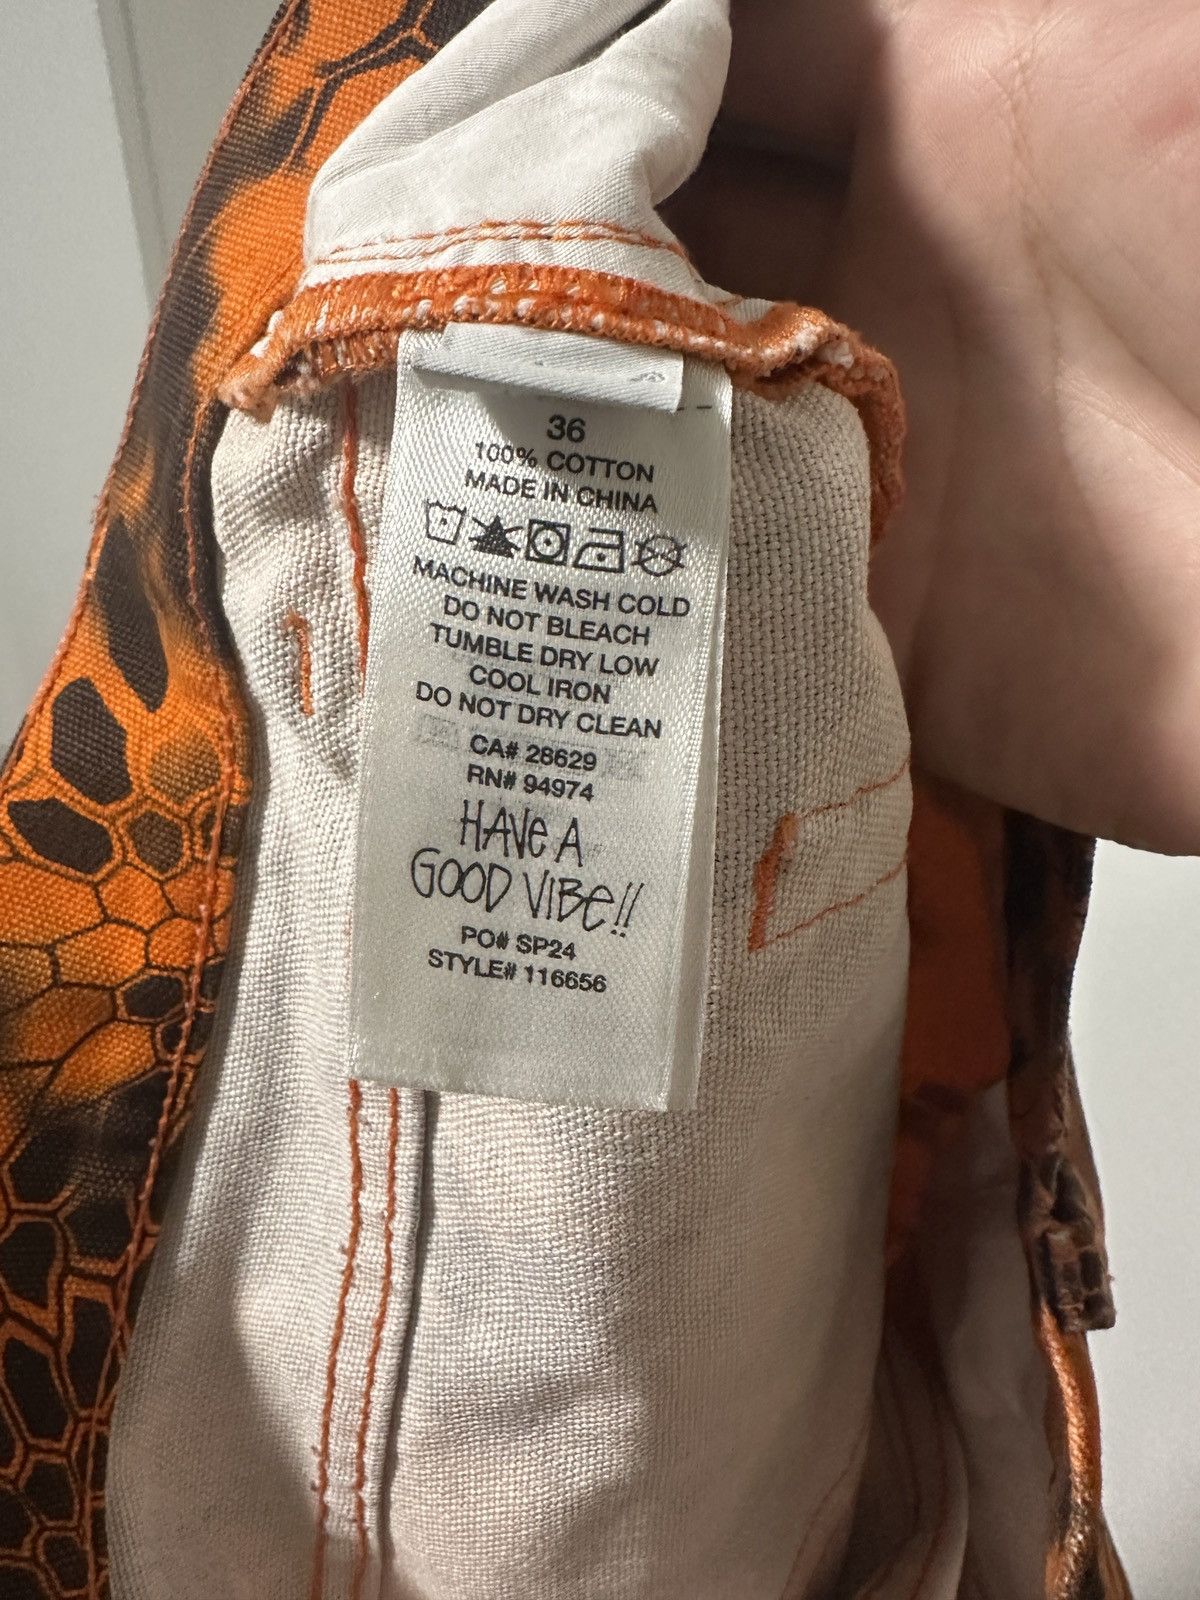 36
100% COTTON
MADE IN CHINA
MACHINE WASH COLD
DO NOT BLEACH
TUMBLE DRY LOW
COOL IRON
DO NOT DRY CLEAN
CA# 28629
RN# 94974
HAVE A
GOOD VIBE!!
PO# SP24
STYLE# 116656